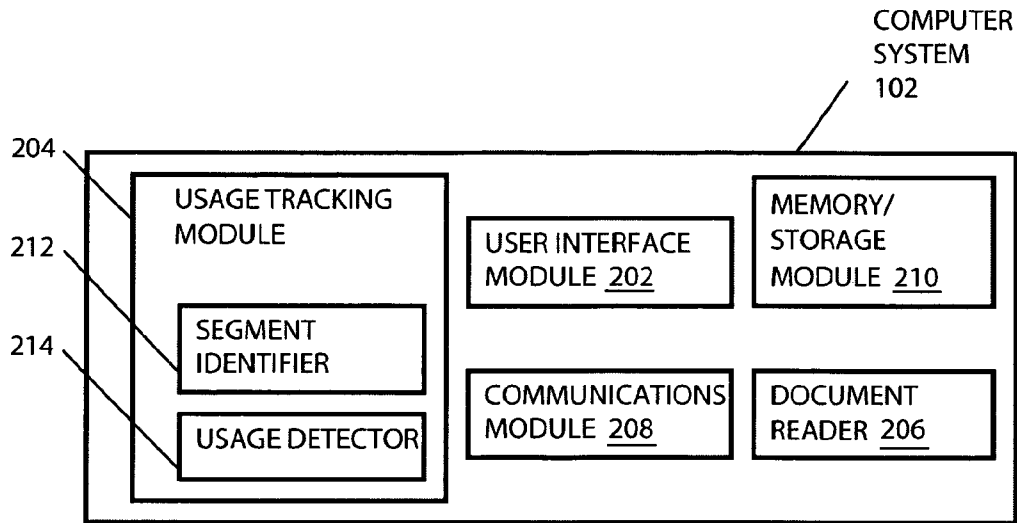 COMPUTER
SYSTEM
102
204
212
214
USAGE TRACKING
MODULE
SEGMENT
IDENTIFIER
USAGE DETECTOR
USER INTERFACE
MODULE 202
MEMORY/
STORAGE
MODULE 210
COMMUNICATIONS
MODULE 208
DOCUMENT
READER 206